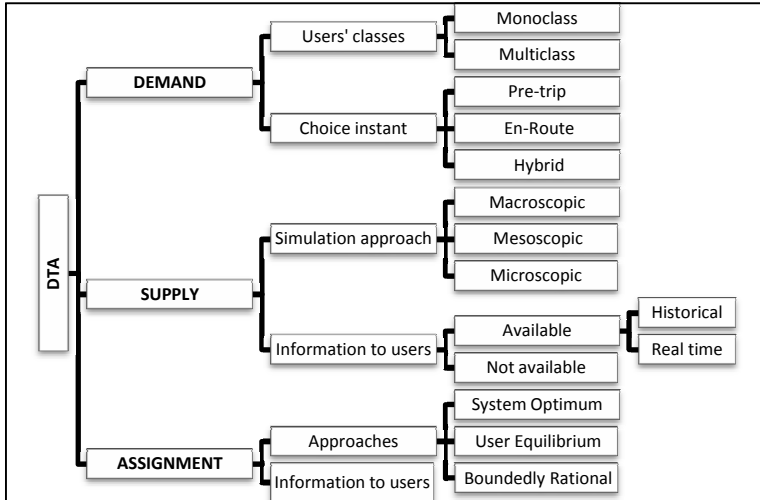 DTA
DEMAND
Users' classes
Monoclass
Multiclass
Choice instant
Pre-trip
En-Route
Hybrid
SUPPLY
Simulation approach
Macroscopic
Mesoscopic
Microscopic
Information to users
Available
Historical
Real time
Not available
ASSIGNMENT
Approaches
System Optimum
User Equilibrium
Boundedly Rational
Information to users